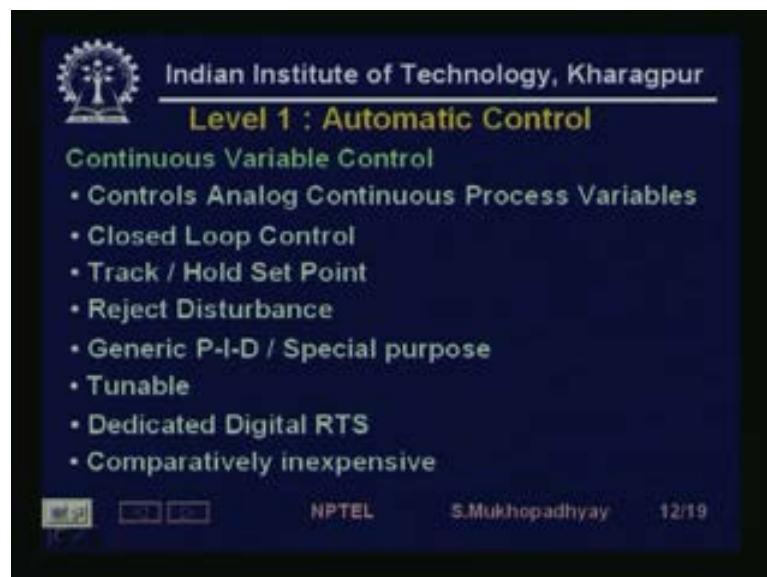 Indian Institute of Technology, Kharagpur
Level 1 : Automatic Control
Continuous Variable Control
• Controls Analog Continuous Process Variables
• Closed Loop Control
• Track / Hold Set Point
• Reject Disturbance
• Generic P-I-D / Special purpose
• Tunable
• Dedicated Digital RTS
• Comparatively inexpensive
NPTEL S.Mukhopadhyay 12/19